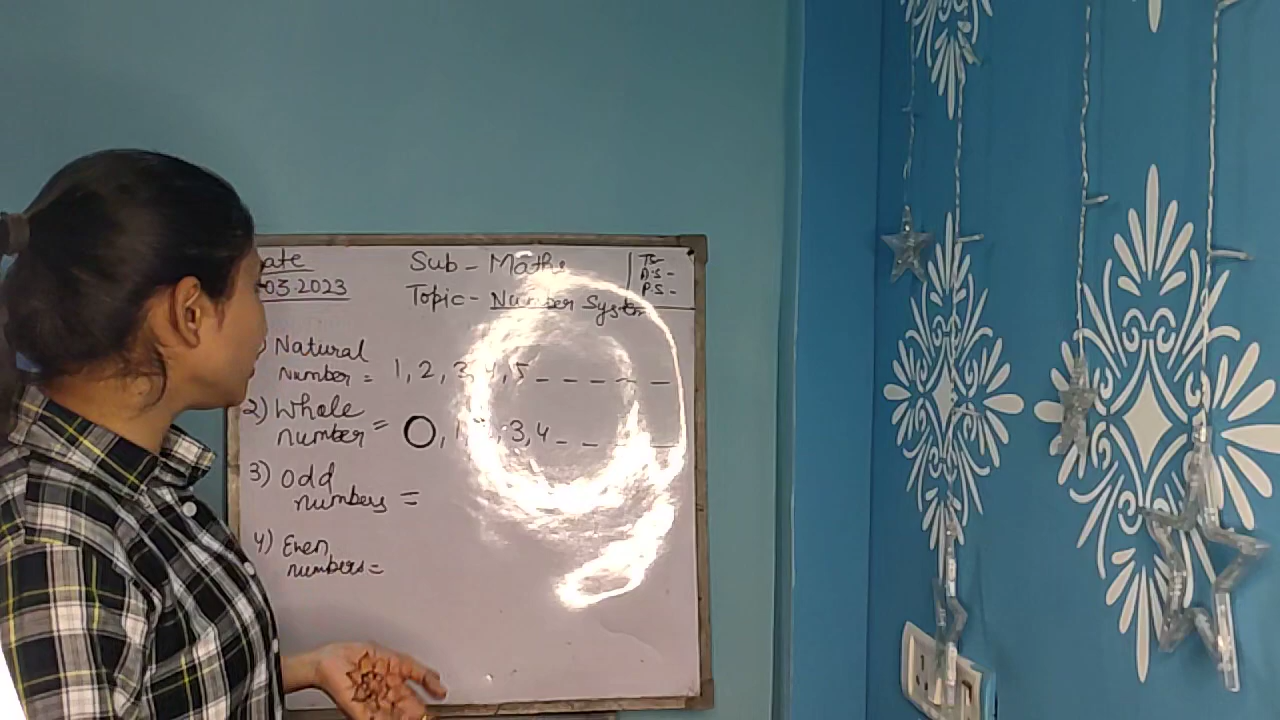 ate
03.2023
Sub - Maths
Topic - Number System
TS-
A.S-
P.S-
Natural
Number = 1, 2, 3, 4, 5 - - - - -
2) Whole
number = 0, 1, , 3, 4 - - - -
3) Odd
numbers =
4) Even
numbers =